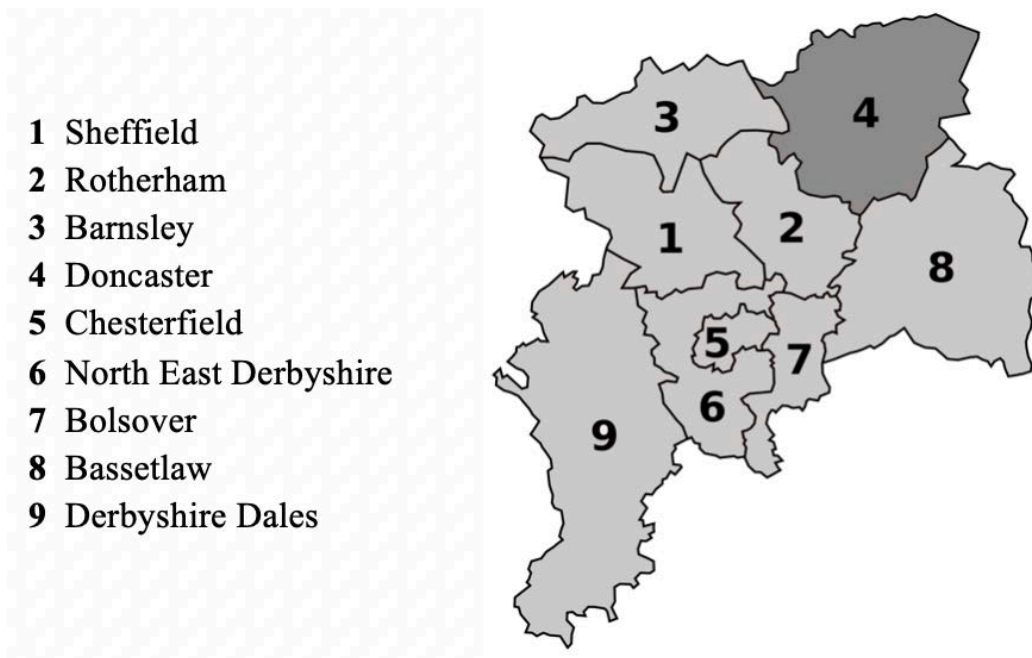 1 Sheffield
2 Rotherham
3 Barnsley
4 Doncaster
5 Chesterfield
6 North East Derbyshire
7 Bolsover
8 Bassetlaw
9 Derbyshire Dales
4
3
2
1
8
5
7
6
9